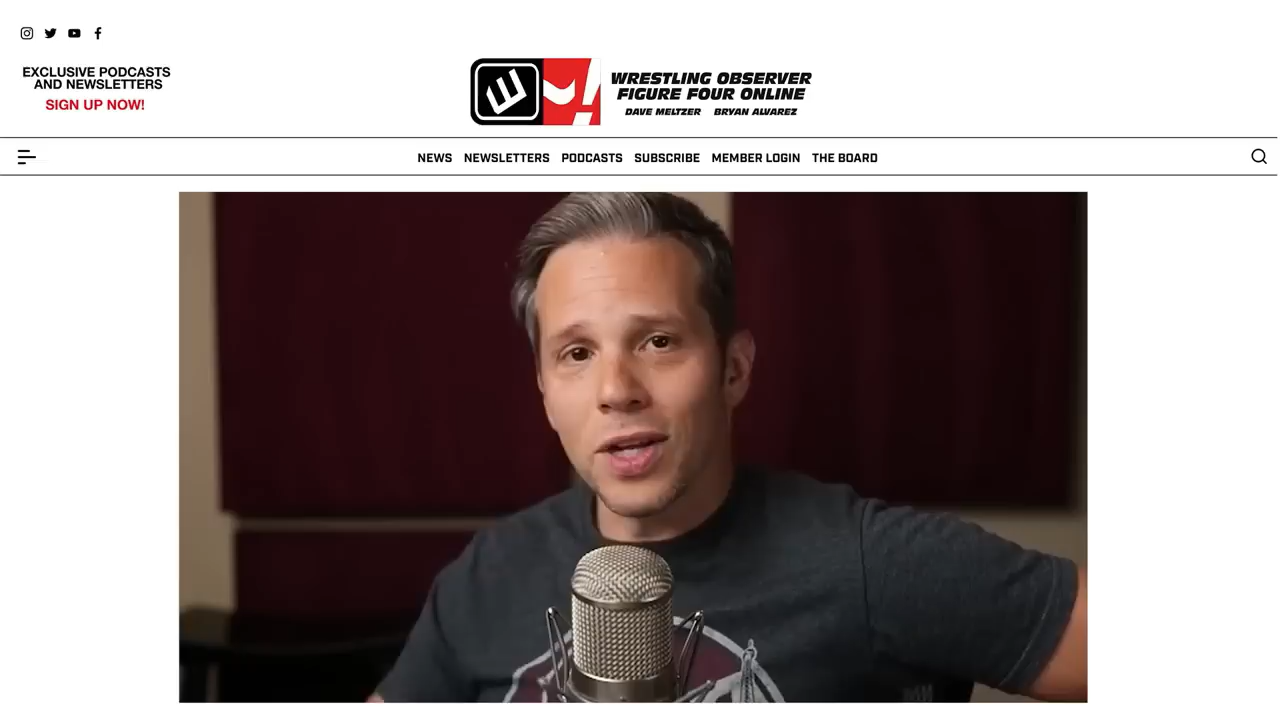 EXCLUSIVE PODCASTS
AND NEWSLETTERS
SIGN UP NOW!
WRESTLING OBSERVER
FIGURE FOUR ONLINE
DAVE MELTZER BRYAN ALVAREZ
NEWS NEWSLETTERS PODCASTS SUBSCRIBE MEMBER LOGIN THE BOARD